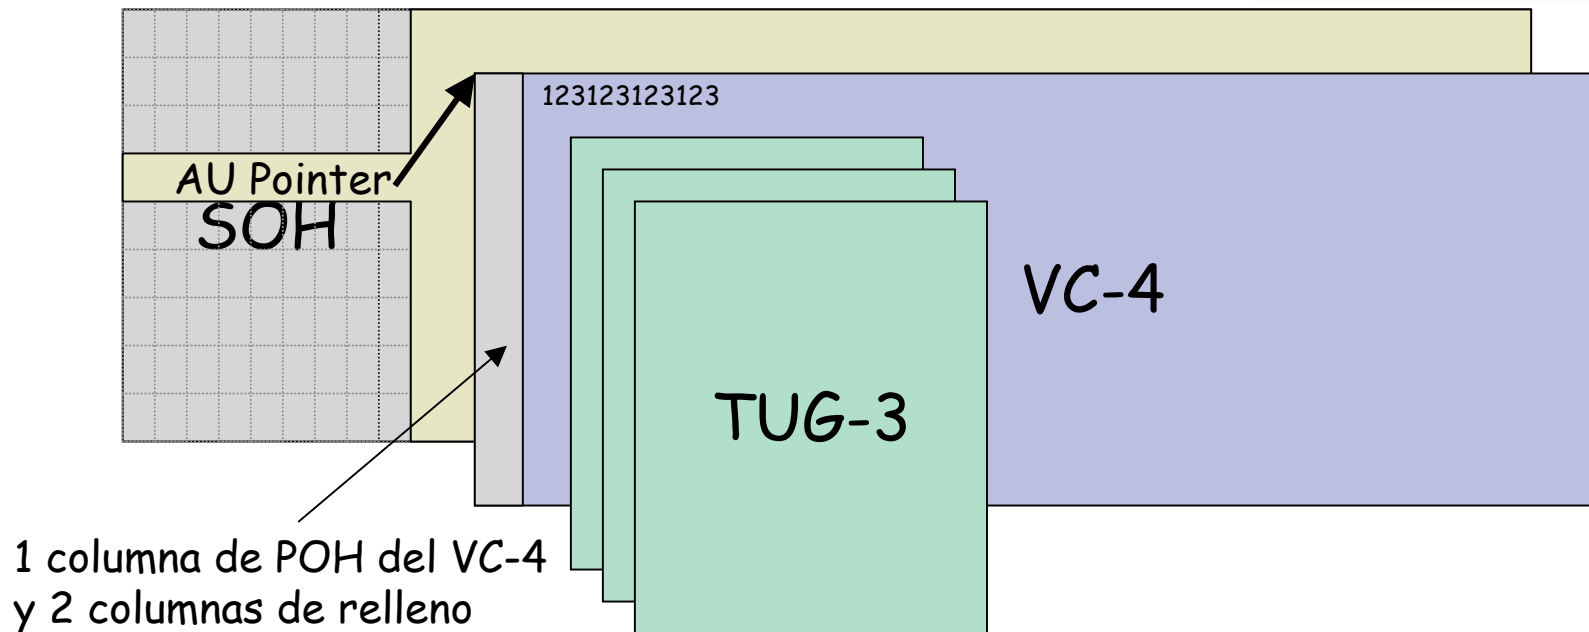 123123123123
AU Pointer
SOH
VC-4
TUG-3
1 columna de POH del VC-4
y 2 columnas de relleno